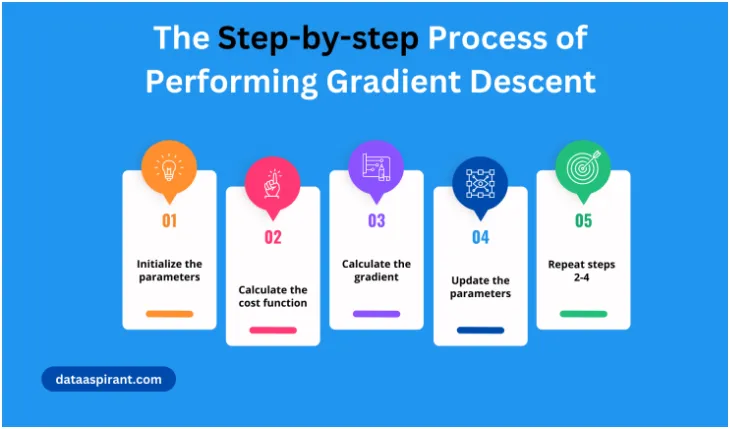 The Step-by-step Process of
Performing Gradient Descent
01
Initialize the
parameters
02
Calculate the
cost function
03
Calculate the
gradient
04
Update the
parameters
05
Repeat steps
2-4
dataaspirant.com